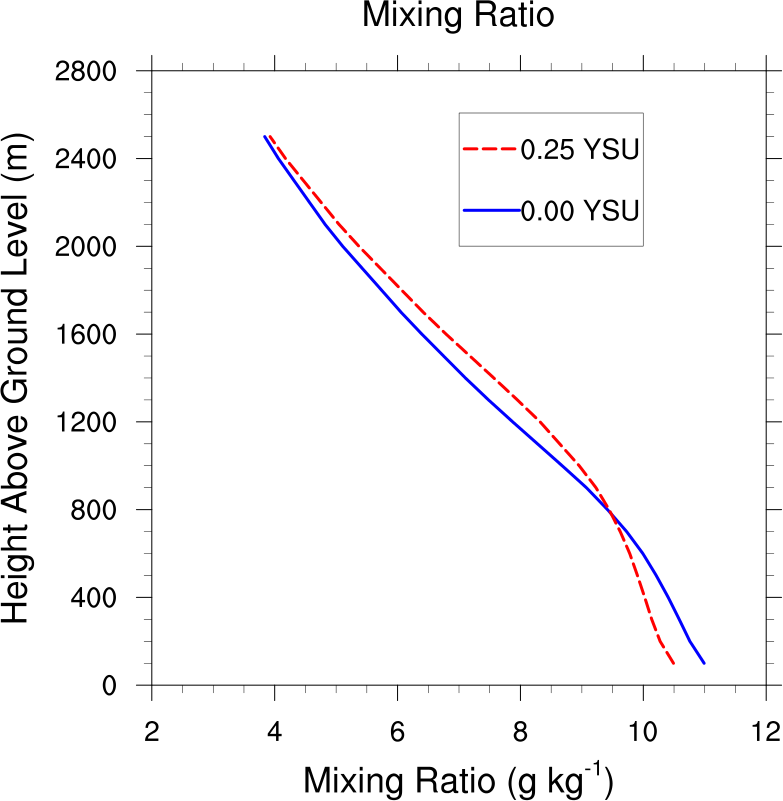 Mixing Ratio
2800
2400
2000
1600
1200
800
400
0
Height Above Ground Level (m)
0.25 YSU
0.00 YSU
2 4 6 8 10 12
Mixing Ratio (g kg⁻¹)